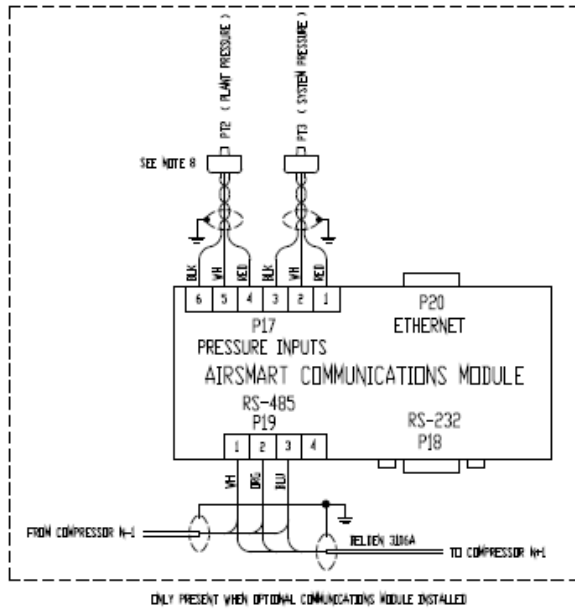 PT2 ( PLANT PRESSURE )
PT3 ( SYSTEM PRESSURE )
SEE NOTE 8
BLK
WH
RED
BLK
WH
RED
6 5 4 3 2 1
P17
PRESSURE INPUTS
P20
ETHERNET
AIRSMART COMMUNICATIONS MODULE
RS-485
P19
RS-232
P18
1 2 3 4
WH
ORG
BLU
FROM COMPRESSOR N-1
BELDEN 3106A
TO COMPRESSOR N+1
ONLY PRESENT WHEN OPTIONAL COMMUNICATIONS MODULE INSTALLED